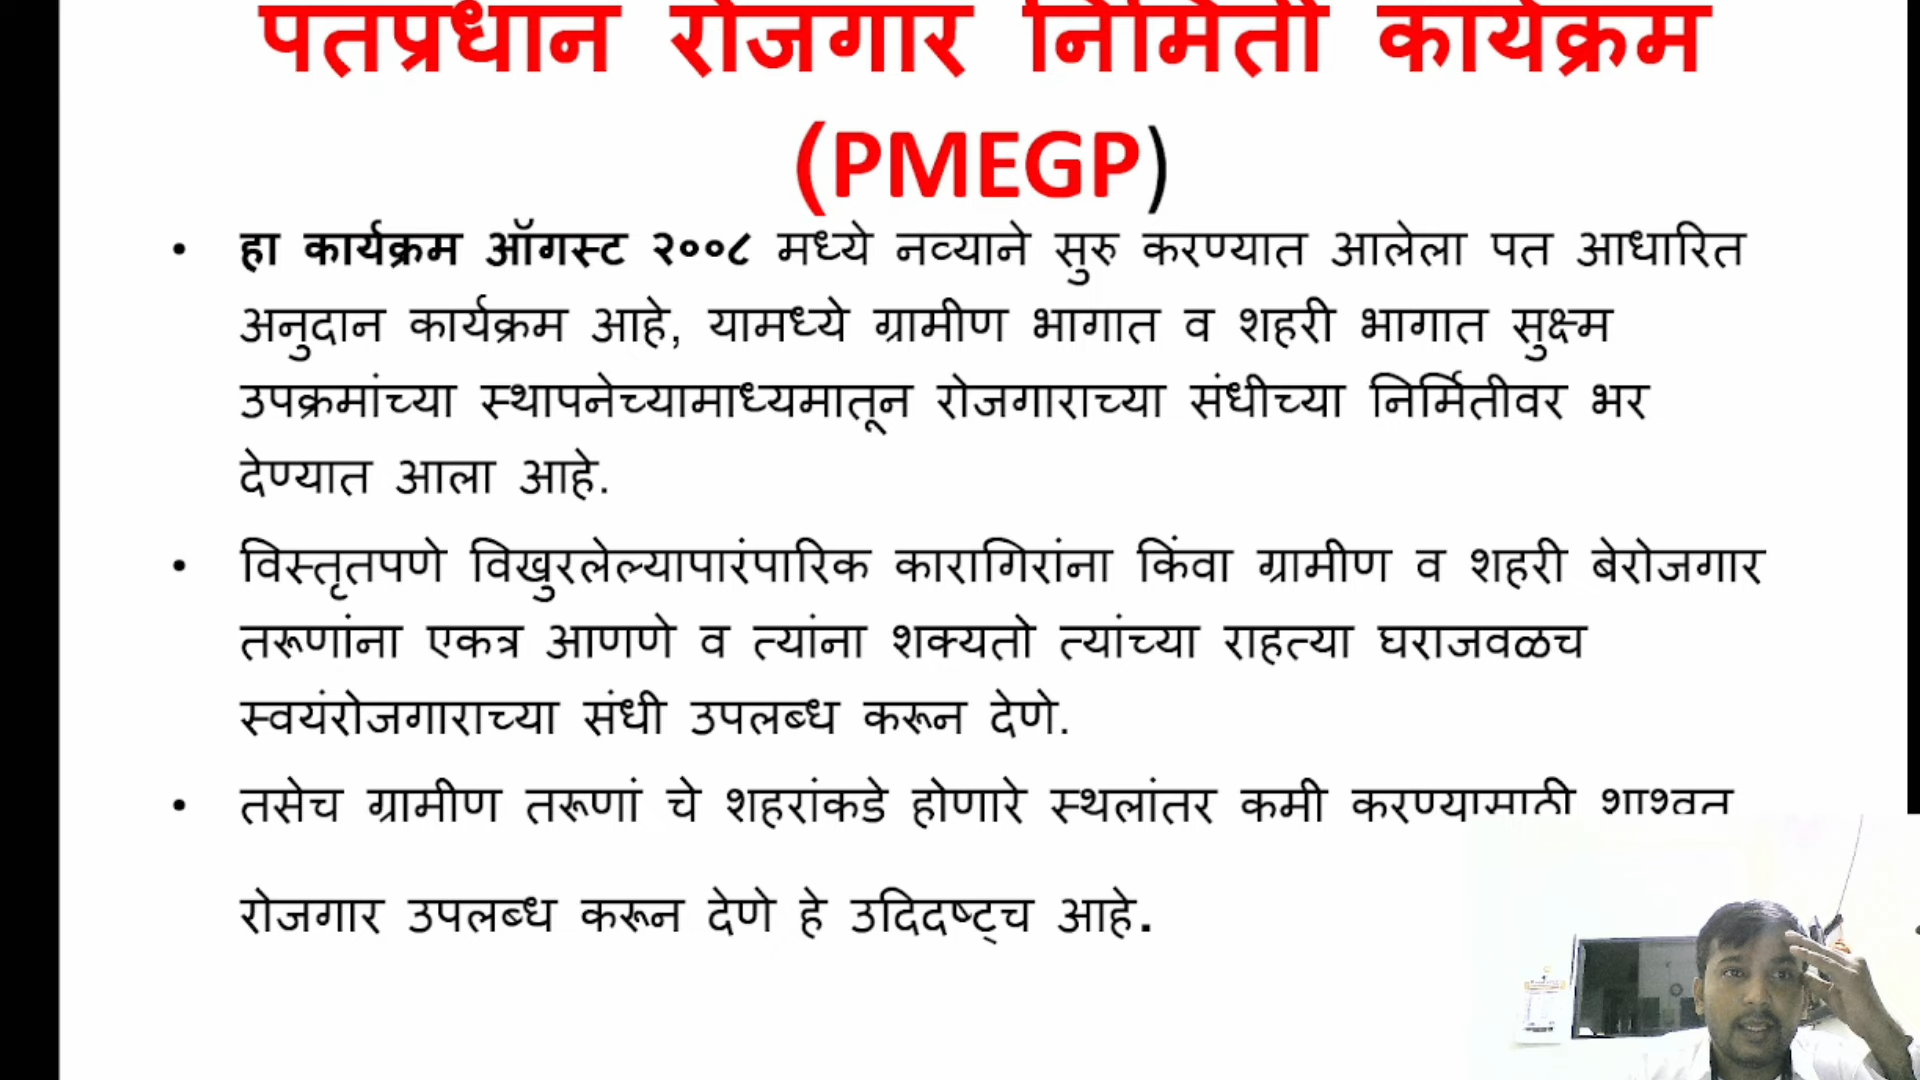 पतप्रधान रोजगार निर्मिती कार्यक्रम
(PMEGP)
• हा कार्यक्रम ऑगस्ट २००८ मध्ये नव्याने सुरु करण्यात आलेला पत आधारित
अनुदान कार्यक्रम आहे, यामध्ये ग्रामीण भागात व शहरी भागात सुक्ष्म
उपक्रमांच्या स्थापनेच्यामाध्यमातून रोजगाराच्या संधीच्या निर्मितीवर भर
देण्यात आला आहे.
• विस्तृतपणे विखुरलेल्यापारंपारिक कारागिरांना किंवा ग्रामीण व शहरी बेरोजगार
तरूणांना एकत्र आणणे व त्यांना शक्यतो त्यांच्या राहत्या घराजवळच
स्वयंरोजगाराच्या संधी उपलब्ध करून देणे.
• तसेच ग्रामीण तरूणां चे शहरांकडे होणारे स्थलांतर कमी करण्यासाठी शाश्वत
रोजगार उपलब्ध करून देणे हे उदिदष्ट्च आहे.